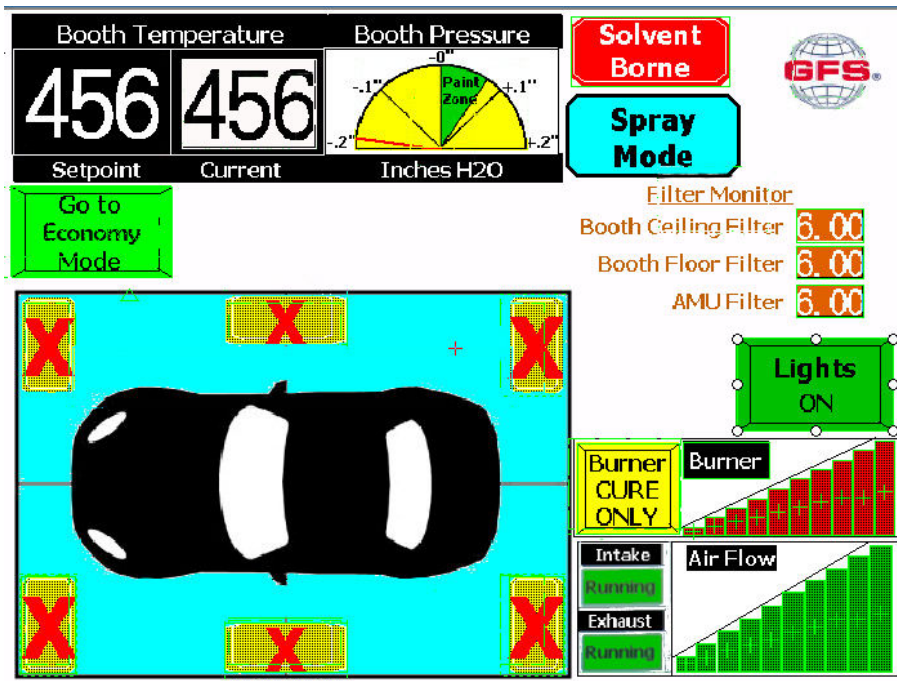 Booth Temperature
Booth Pressure
456
456
-0"
-.1"
+.1"
-.2"
+.2"
Paint
Zone
Setpoint
Current
Inches H2O
Solvent
Borne
GFS®
Spray
Mode
Go to
Economy
Mode
Filter Monitor
Booth Ceiling Filter 6.00
Booth Floor Filter 6.00
AMU Filter 6.00
X
X
X
Lights
ON
Burner
CURE
ONLY
Burner
Intake
Running
Exhaust
Running
Air Flow
X
X
X